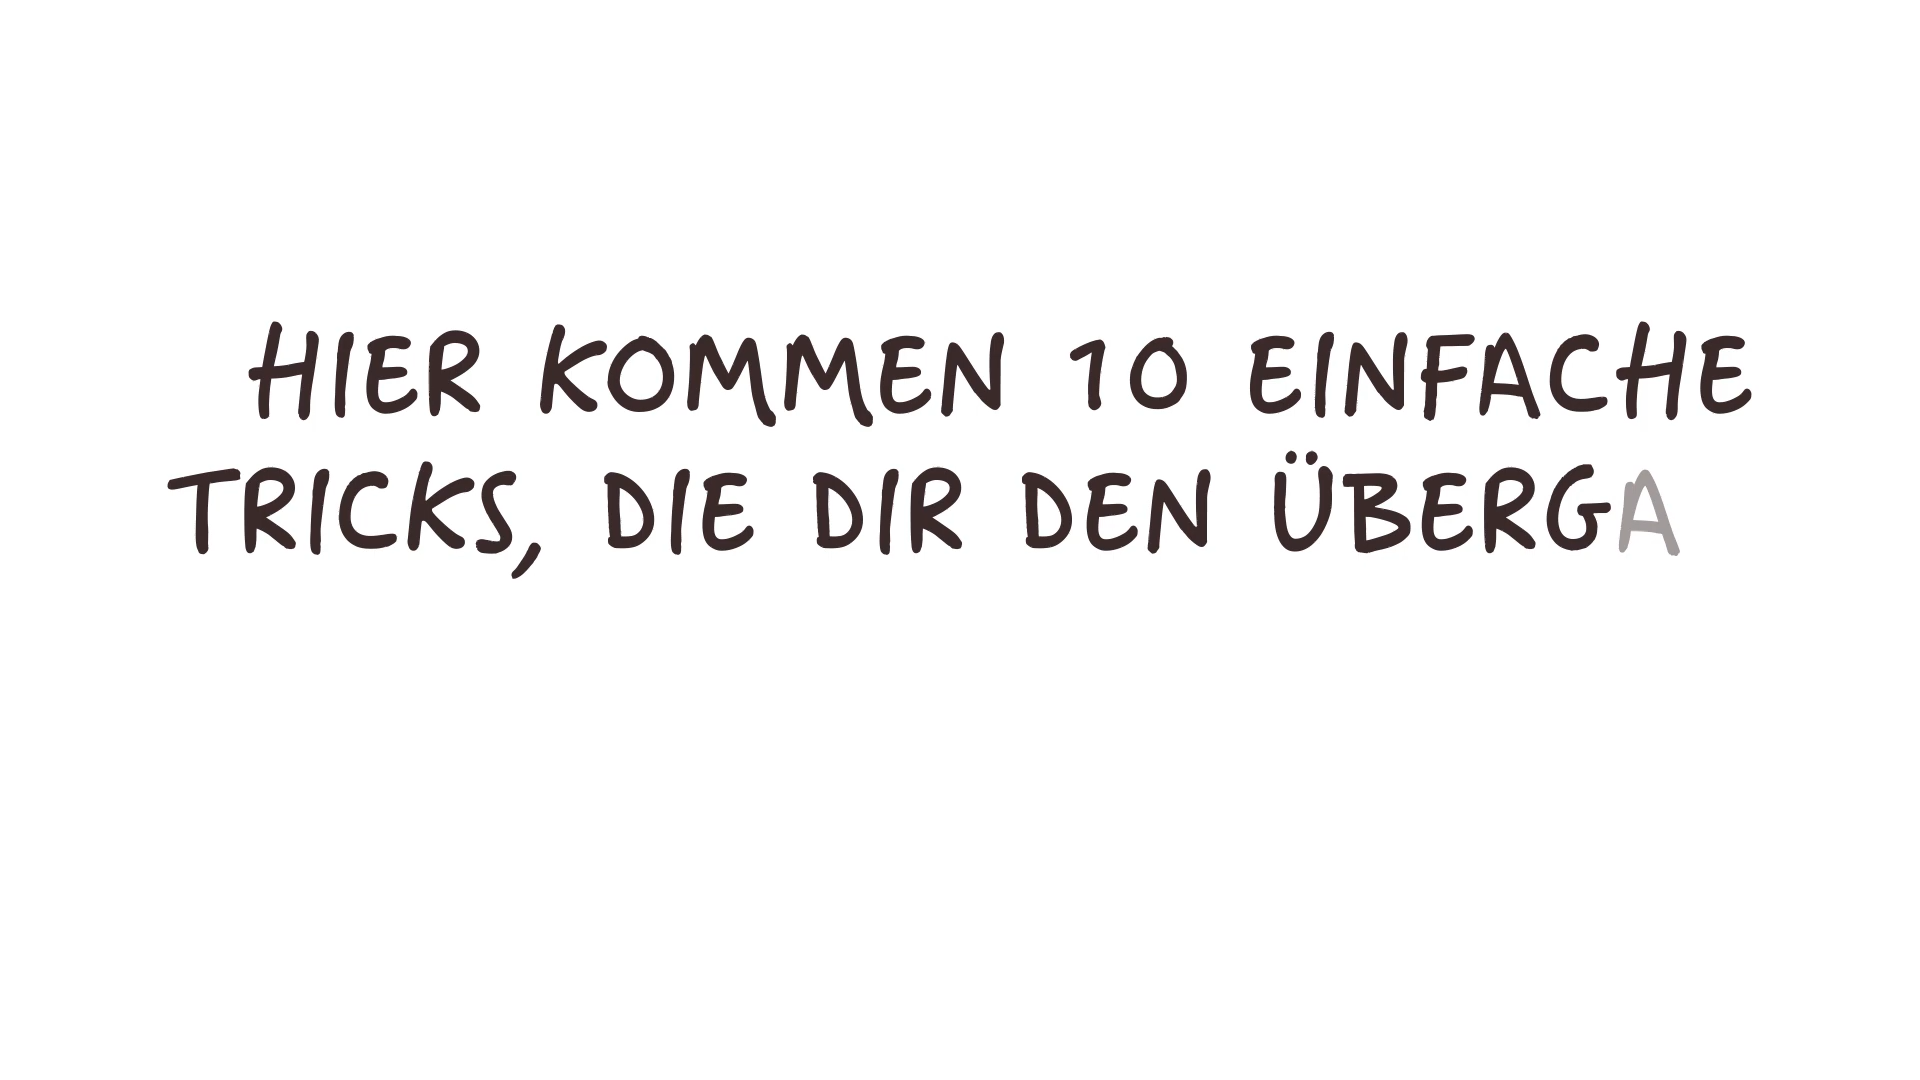 HIER KOMMEN 10 EINFACHE
TRICKS, DIE DIR DEN ÜBERGA